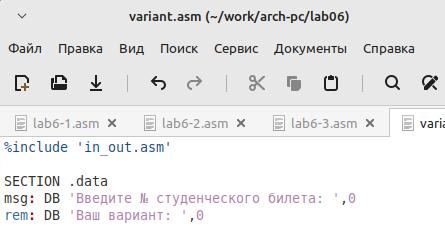 variant.asm (~/work/arch-pc/lab06)
Файл Правка Вид Поиск Сервис Документы Справка
lab6-1.asm lab6-2.asm lab6-3.asm
%include 'in_out.asm'
SECTION .data
msg: DB 'Введите № студенческого билета: ',0
rem: DB 'Ваш вариант: ',0